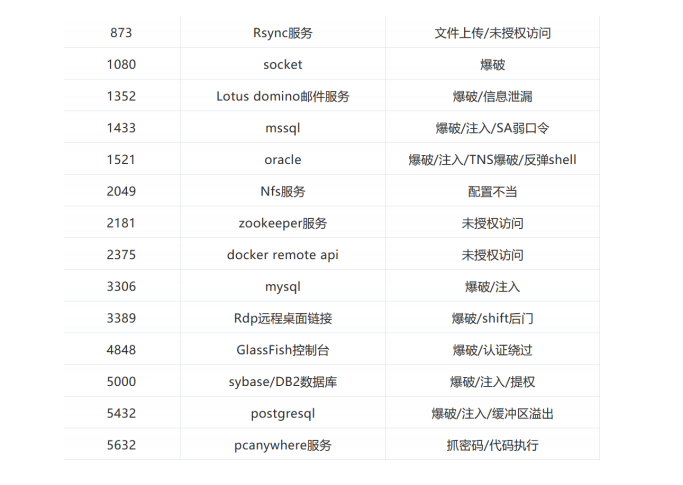 873 Rsync服务 文件上传/未授权访问
1080 socket 爆破
1352 Lotus domino邮件服务 爆破/信息泄漏
1433 mssql 爆破/注入/SA弱口令
1521 oracle 爆破/注入/TNS爆破/反弹shell
2049 Nfs服务 配置不当
2181 zookeeper服务 未授权访问
2375 docker remote api 未授权访问
3306 mysql 爆破/注入
3389 Rdp远程桌面链接 爆破/shift后门
4848 GlassFish控制台 爆破/认证绕过
5000 sybase/DB2数据库 爆破/注入/提权
5432 postgresql 爆破/注入/缓冲区溢出
5632 pcanywhere服务 抓密码/代码执行